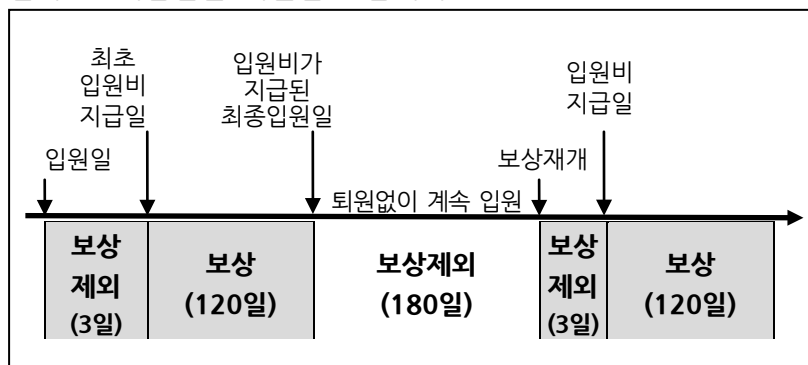 최초
입원비
지급일
입원비가
지급된
최종입원일
입원비
지급일
입원일
보상재개
퇴원없이 계속 입원
보상
제외
(3일)
보상
(120일)
보상제외
(180일)
보상
제외
(3일)
보상
(120일)